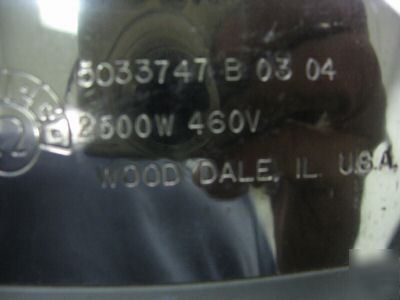 5033747 B 03 04
2500W 460V
WOOD DALE, IL. U.S.A.